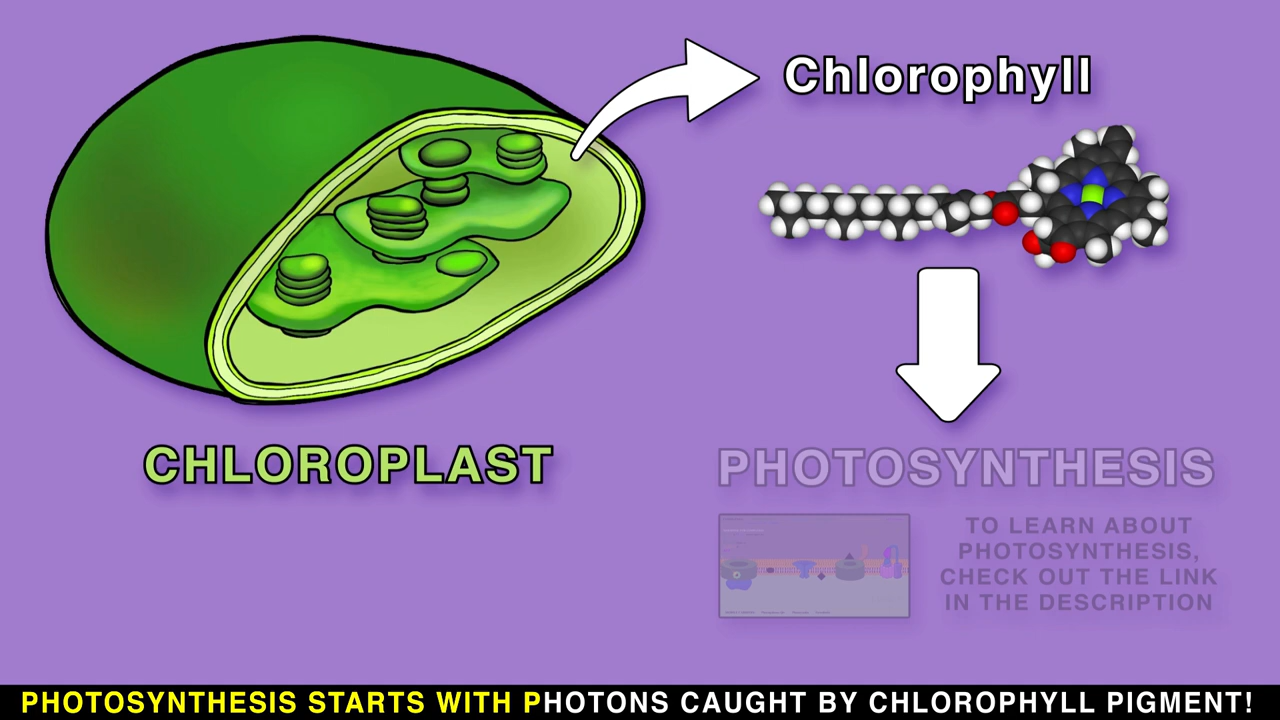 Chlorophyll
CHLOROPLAST
PHOTOSYNTHESIS
TO LEARN ABOUT
PHOTOSYNTHESIS,
CHECK OUT THE LINK
IN THE DESCRIPTION
PHOTOSYNTHESIS STARTS WITH PHOTONS CAUGHT BY CHLOROPHYLL PIGMENT!